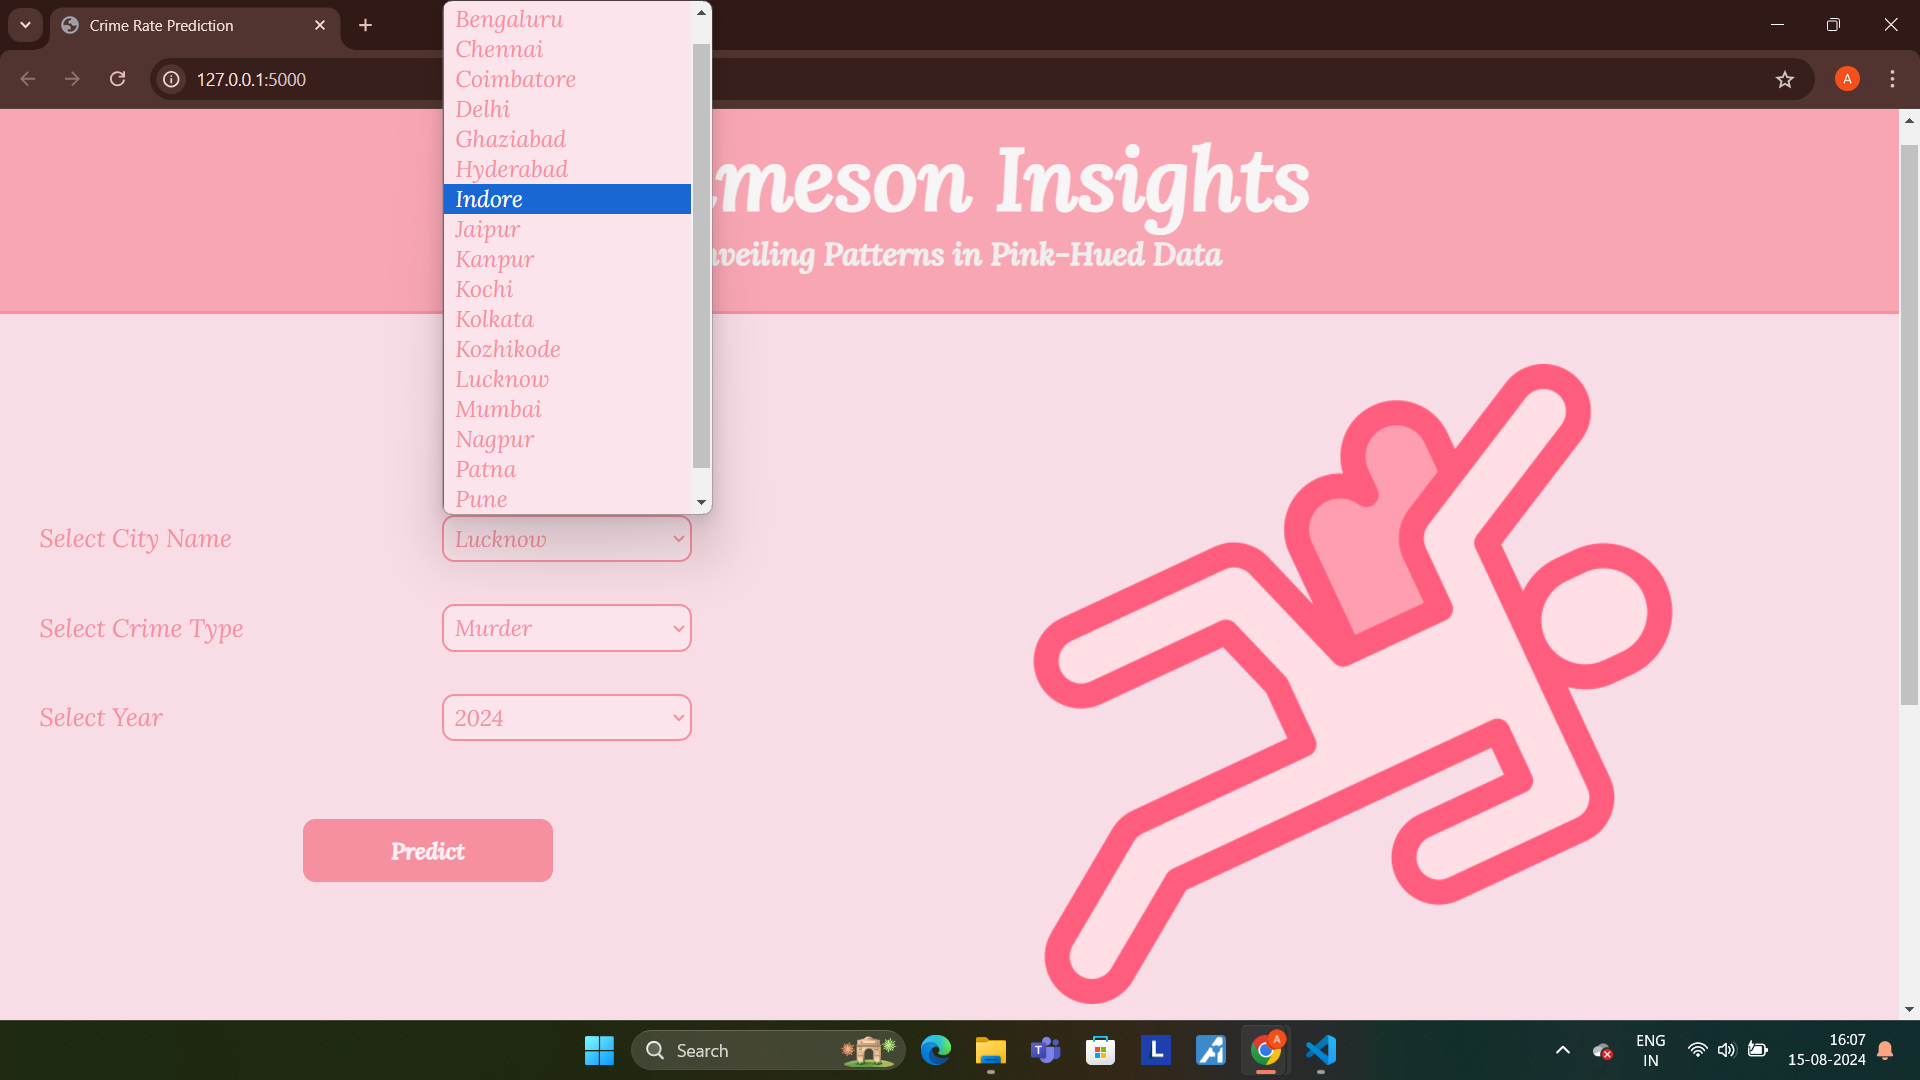 Crime Rate Prediction
127.0.0.1:5000
A
Insights
Patterns in Pink-Hued Data
Bengaluru
Chennai
Coimbatore
Delhi
Ghaziabad
Hyderabad
Indore
Jaipur
Kanpur
Kochi
Kolkata
Kozhikode
Lucknow
Mumbai
Nagpur
Patna
Pune
Select City Name
Lucknow
Select Crime Type
Murder
Select Year
2024
Predict
Search
T
L
A
ENG
IN
16:07
15-08-2024